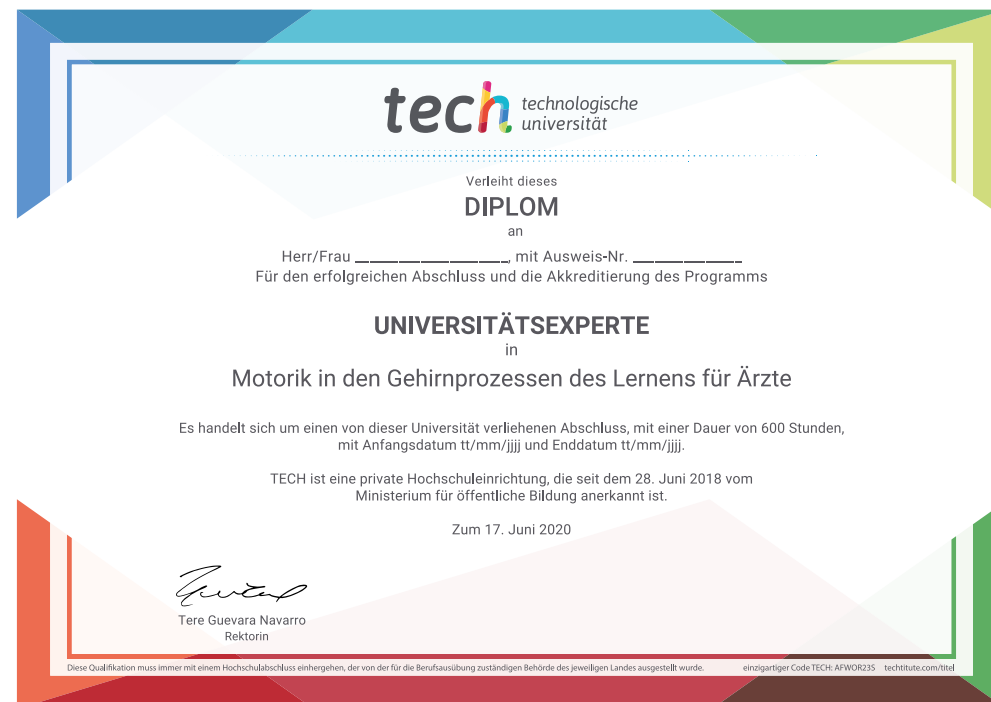 tech technologische
universität
Verleiht dieses
DIPLOM
an
Herr/Frau ____________________, mit Ausweis-Nr. ______________
Für den erfolgreichen Abschluss und die Akkreditierung des Programms
UNIVERSITÄTSEXPERTE
in
Motorik in den Gehirnprozessen des Lernens für Ärzte
Es handelt sich um einen von dieser Universität verliehenen Abschluss, mit einer Dauer von 600 Stunden,
mit Anfangsdatum tt/mm/jjjj und Enddatum tt/mm/jjjj.
TECH ist eine private Hochschuleinrichtung, die seit dem 28. Juni 2018 vom
Ministerium für öffentliche Bildung anerkannt ist.
Zum 17. Juni 2020
Tere Guevara Navarro
Rektorin
Diese Qualifikation muss immer mit einem Hochschulabschluss einhergehen, der von der für die Berufsausübung zuständigen Behörde des jeweiligen Landes ausgestellt wurde. einzigartiger Code TECH: AFWOR23S techtitute.com/titel